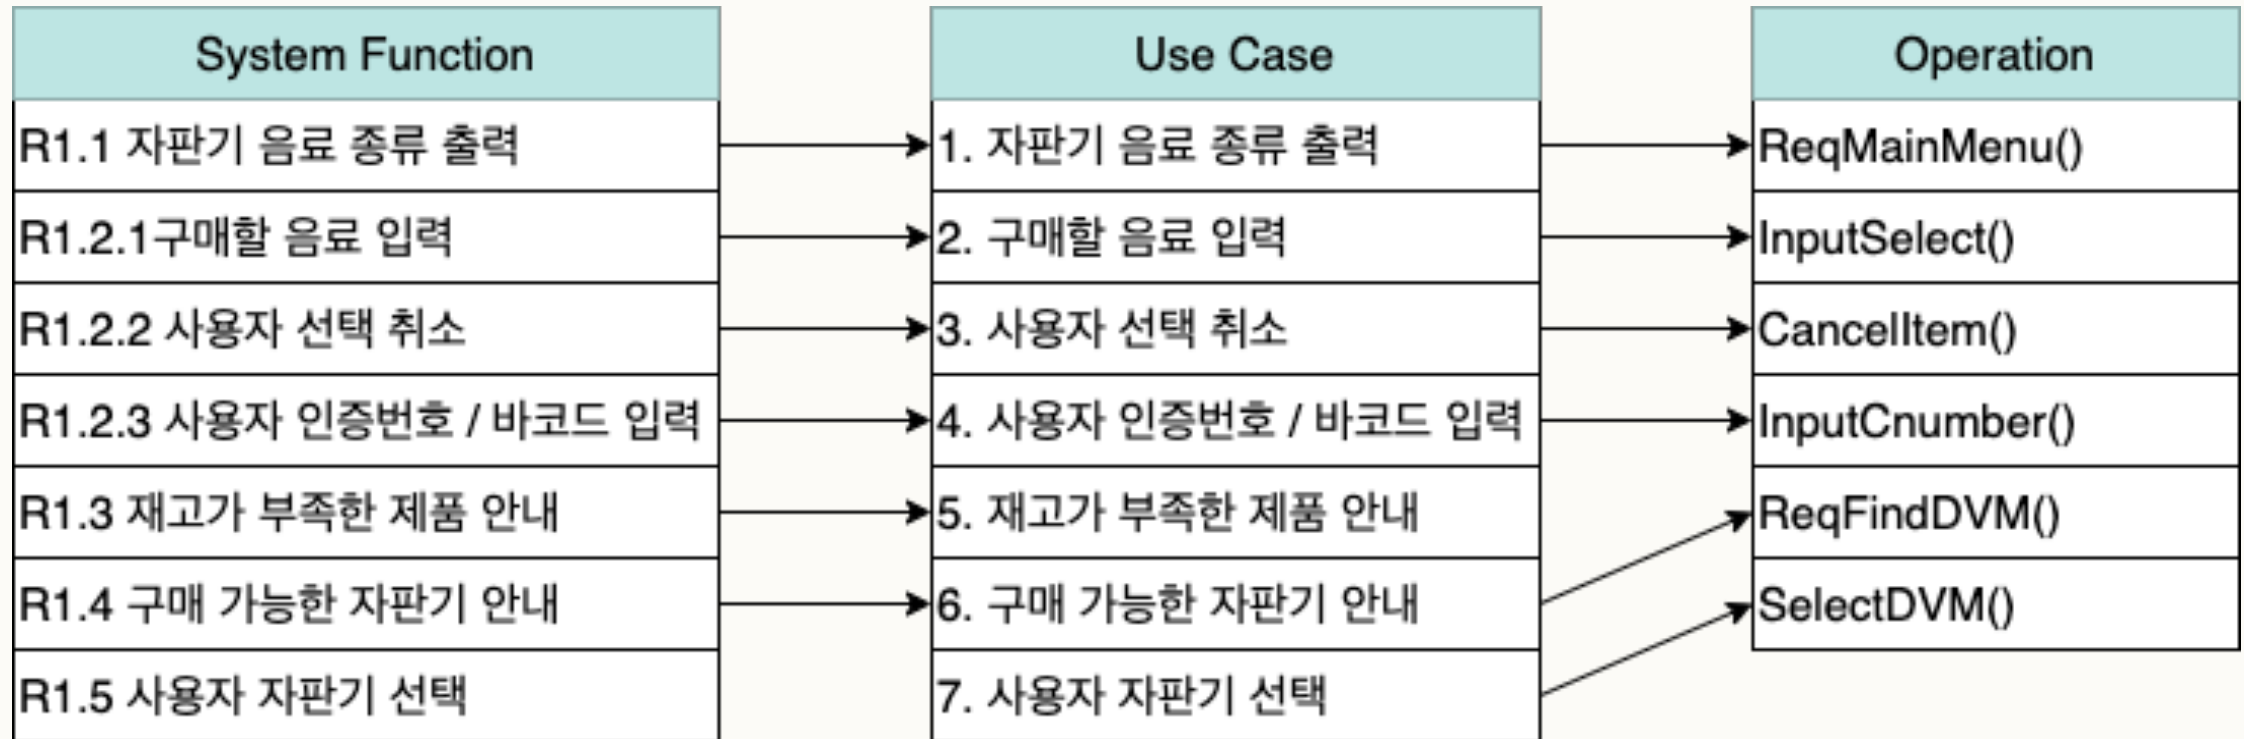 System Function
R1.1 자판기 음료 종류 출력
R1.2.1구매할 음료 입력
R1.2.2 사용자 선택 취소
R1.2.3 사용자 인증번호 / 바코드 입력
R1.3 재고가 부족한 제품 안내
R1.4 구매 가능한 자판기 안내
R1.5 사용자 자판기 선택
Use Case
1. 자판기 음료 종류 출력
2. 구매할 음료 입력
3. 사용자 선택 취소
4. 사용자 인증번호 / 바코드 입력
5. 재고가 부족한 제품 안내
6. 구매 가능한 자판기 안내
7. 사용자 자판기 선택
Operation
ReqMainMenu()
InputSelect()
CancelItem()
InputCnumber()
ReqFindDVM()
SelectDVM()